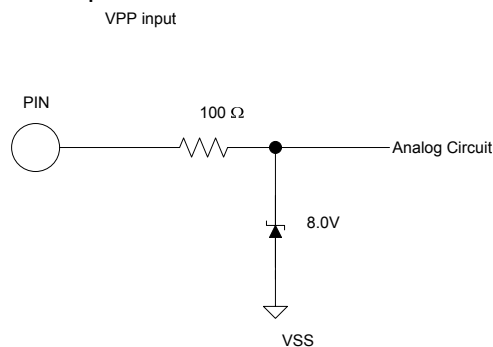 VPP input
PIN
100 Ω
Analog Circuit
8.0V
VSS